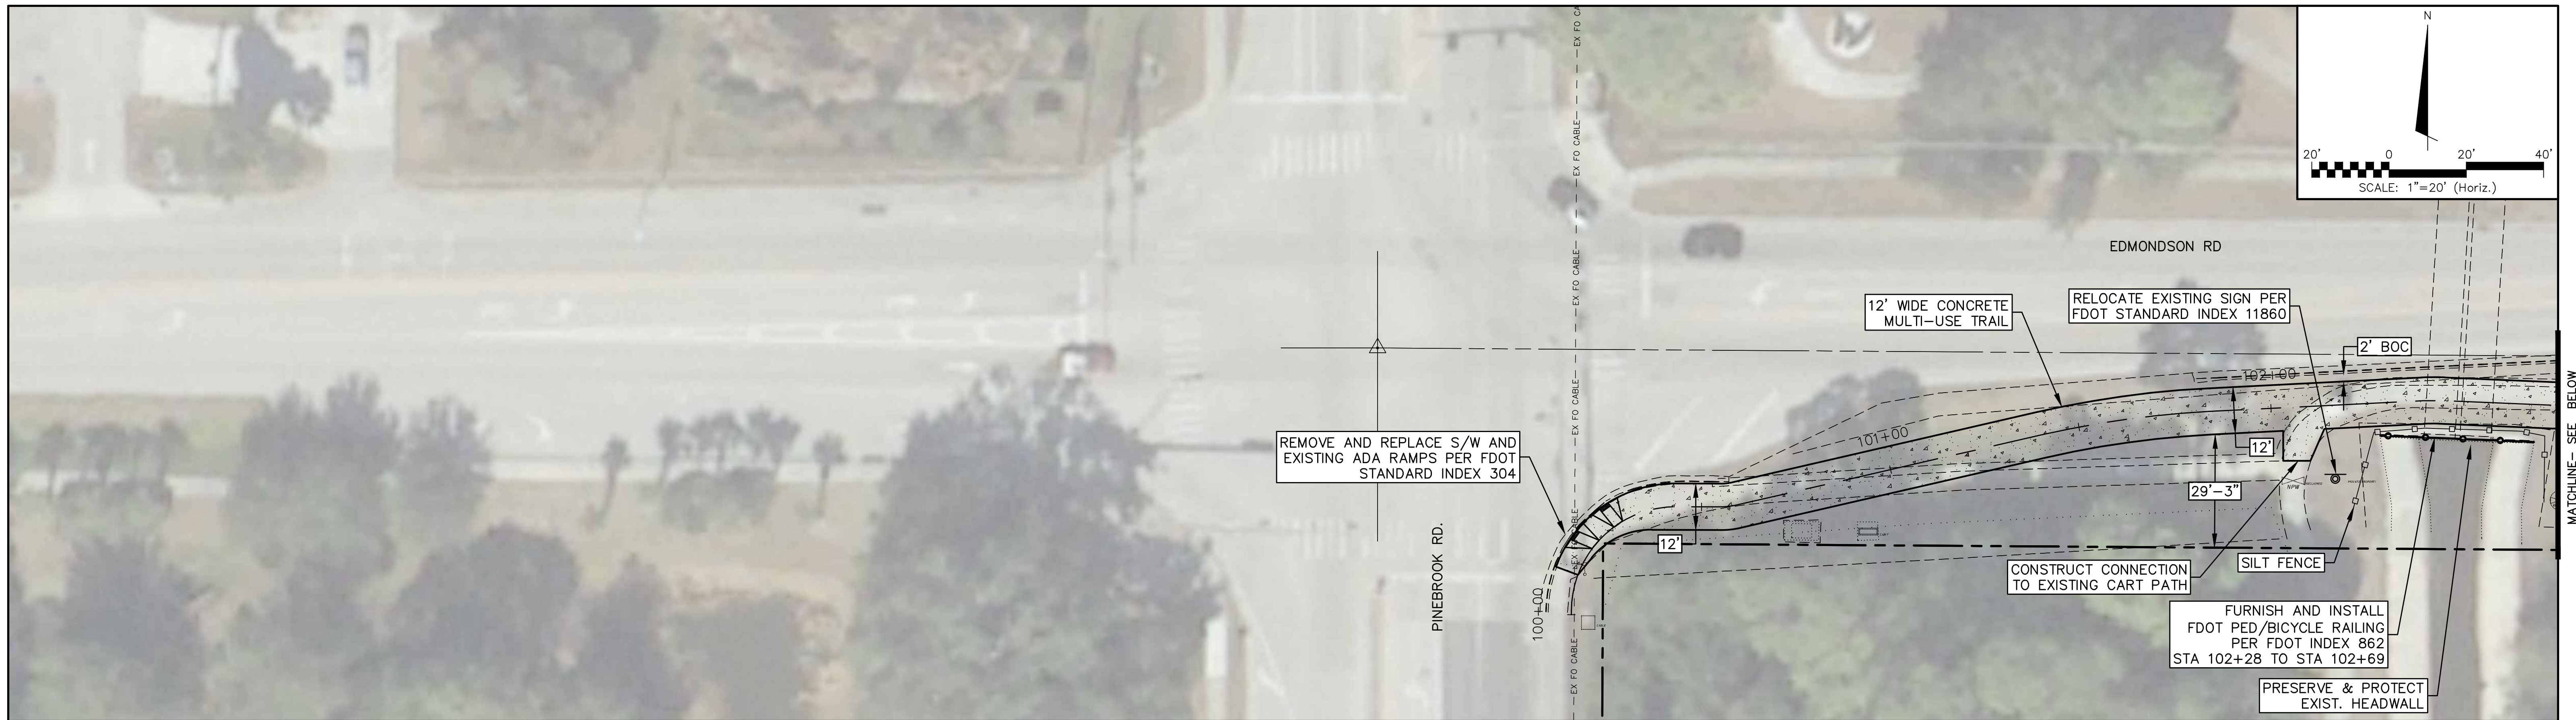 N
20' 0 20' 40'
SCALE: 1"=20' (Horiz.)
EX FO CABLE
EX FO CABLE
EX FO CABLE
EX FO CABLE
EX FO CABLE
EX FO CABLE
EX FO CABLE
EDMONDSON RD
12' WIDE CONCRETE
MULTI-USE TRAIL
RELOCATE EXISTING SIGN PER
FDOT STANDARD INDEX 11860
2' BOC
102+00
101+00
100+00
REMOVE AND REPLACE S/W AND
EXISTING ADA RAMPS PER FDOT
STANDARD INDEX 304
12'
12'
29'-3"
NPW
PINEBROOK RD.
CONSTRUCT CONNECTION
TO EXISTING CART PATH
SILT FENCE
FURNISH AND INSTALL
FDOT PED/BICYCLE RAILING
PER FDOT INDEX 862
STA 102+28 TO STA 102+69
PRESERVE & PROTECT
EXIST. HEADWALL
MATCHLINE- SEE BELOW